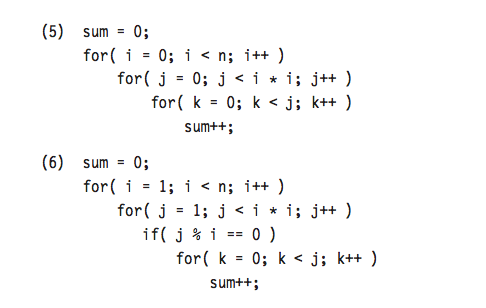 (5) sum = 0;
for( i = 0; i < n; i++ )
for( j = 0; j < i * i; j++ )
for( k = 0; k < j; k++ )
sum++;
(6) sum = 0;
for( i = 1; i < n; i++ )
for( j = 1; j < i * i; j++ )
if( j % i == 0 )
for( k = 0; k < j; k++ )
sum++;